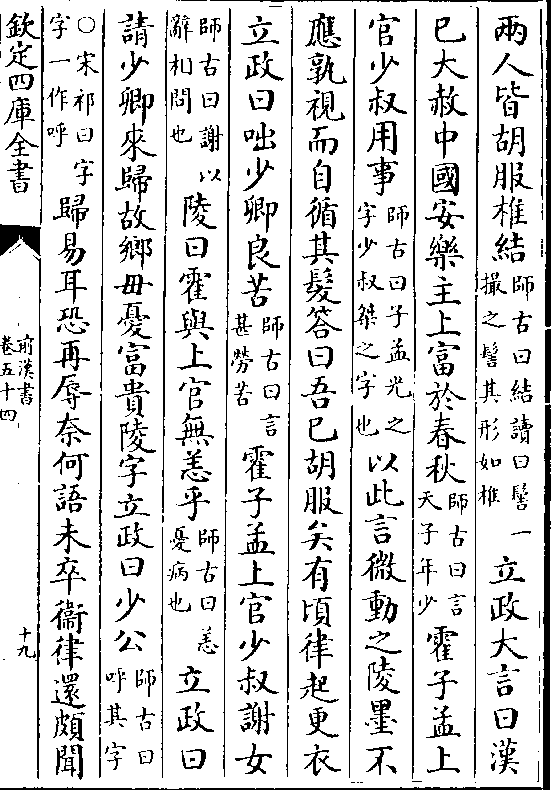 兩人皆胡服椎結師古曰結讀曰髻一撮之髻其形如椎立政大言曰漢
已大赦中國安樂主上富於春秋師古曰言天子年少霍子孟上
官少叔用事師古曰子孟光之字少叔桀之字也以此言微動之陵墨不
應孰視而自循其髮答曰吾已胡服矣有頃律起更衣
立政曰咄少卿良苦師古曰言甚勞苦霍子孟上官少叔謝女
師古曰謝以辭相問也陵曰霍與上官無恙乎師古曰恙憂病也立政曰
請少卿來歸故鄉毋憂富貴陵字立政曰少公師古曰呼其字
○宋祁曰字字一作呼歸易耳恐再辱奈何語未卒衞律還頗聞
欽定四庫全書
前漢書
卷五十四
十九